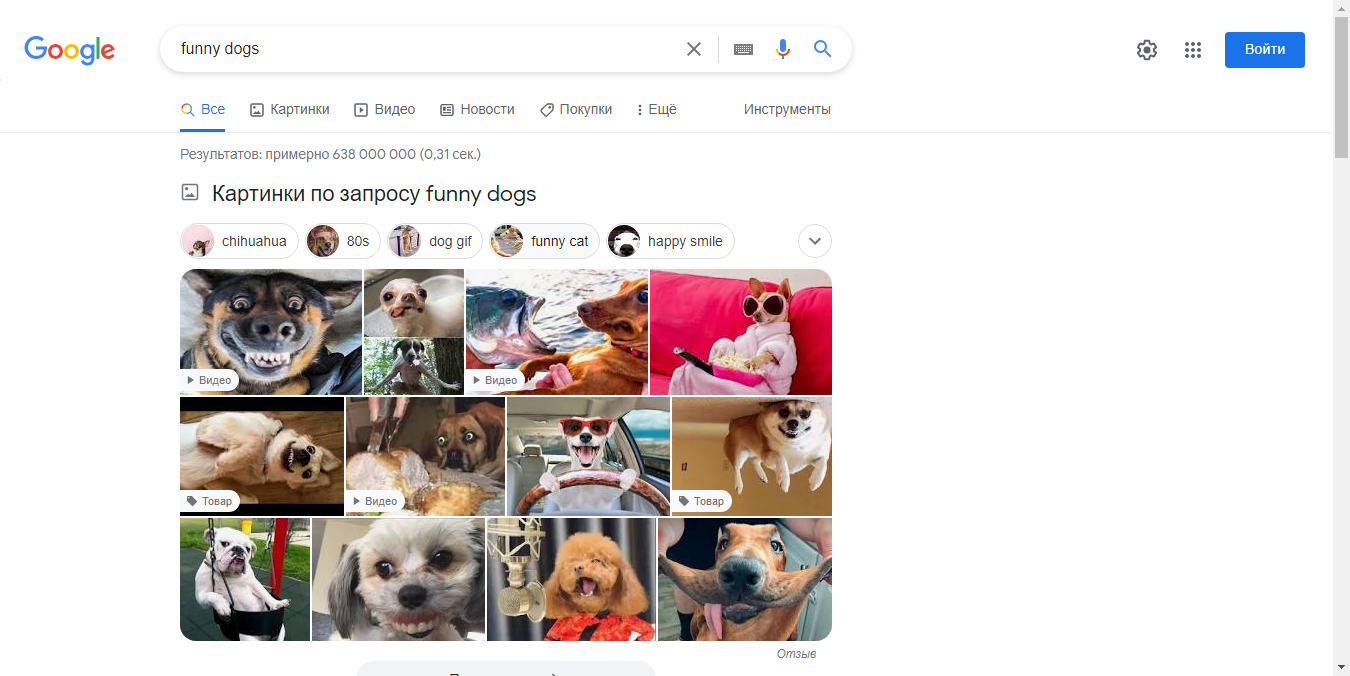 Google
funny dogs
Войти
Все
Картинки
Видео
Новости
Покупки
Ещё
Инструменты
Результатов: примерно 638 000 000 (0,31 сек.)
Картинки по запросу funny dogs
chihuahua
80s
dog gif
funny cat
happy smile
Видео
Видео
Товар
Видео
Товар
Отзыв